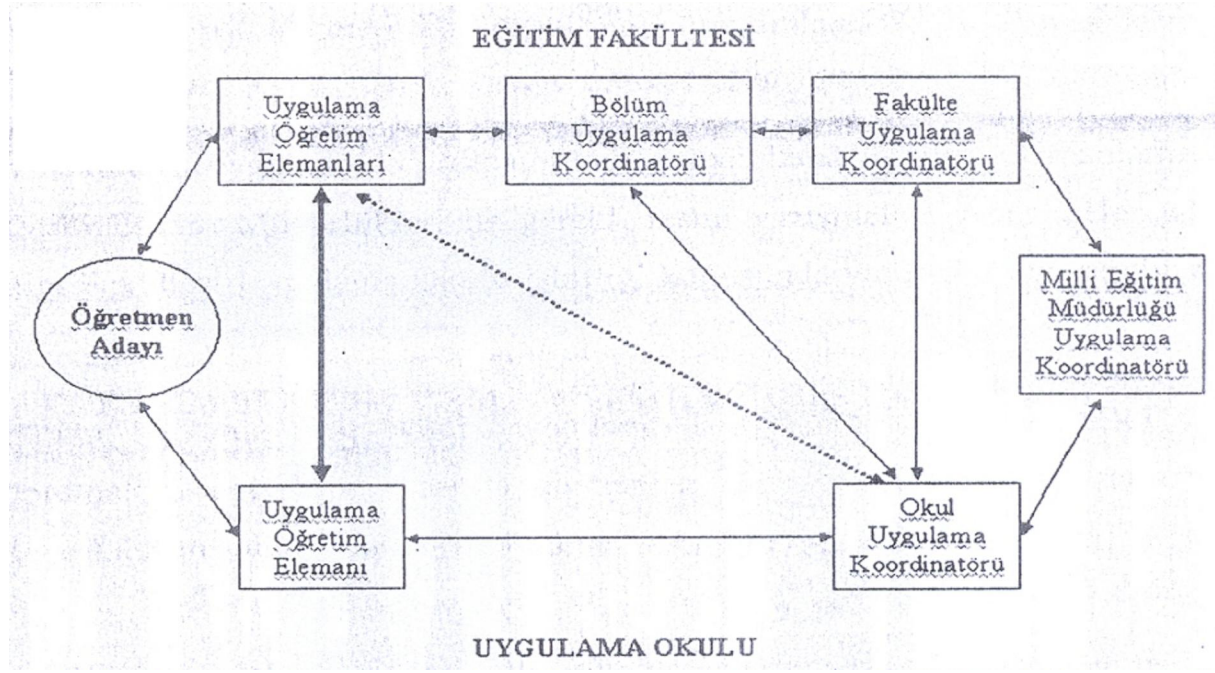 EĞİTİM FAKÜLTESİ
Uygulama
Öğretim
Elemanları
Bölüm
Uygulama
Koordinatörü
Fakülte
Uygulama
Koordinatörü
Öğretmen
Adayı
Milli Eğitim
Müdürlüğü
Uygulama
Koordinatörü
Uygulama
Öğretim
Elemanı
Okul
Uygulama
Koordinatörü
UYGULAMA OKULU